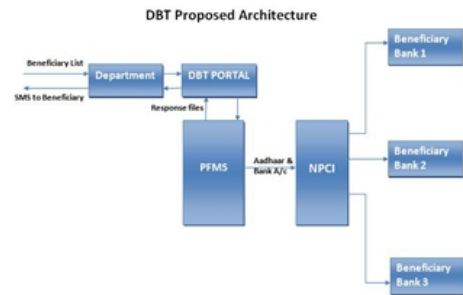 DBT Proposed Architecture
Beneficiary List
Department
DBT PORTAL
SMS to Beneficiary
Response files
PFMS
Aadhaar &
Bank A/c
NPCI
Beneficiary
Bank 1
Beneficiary
Bank 2
Beneficiary
Bank 3